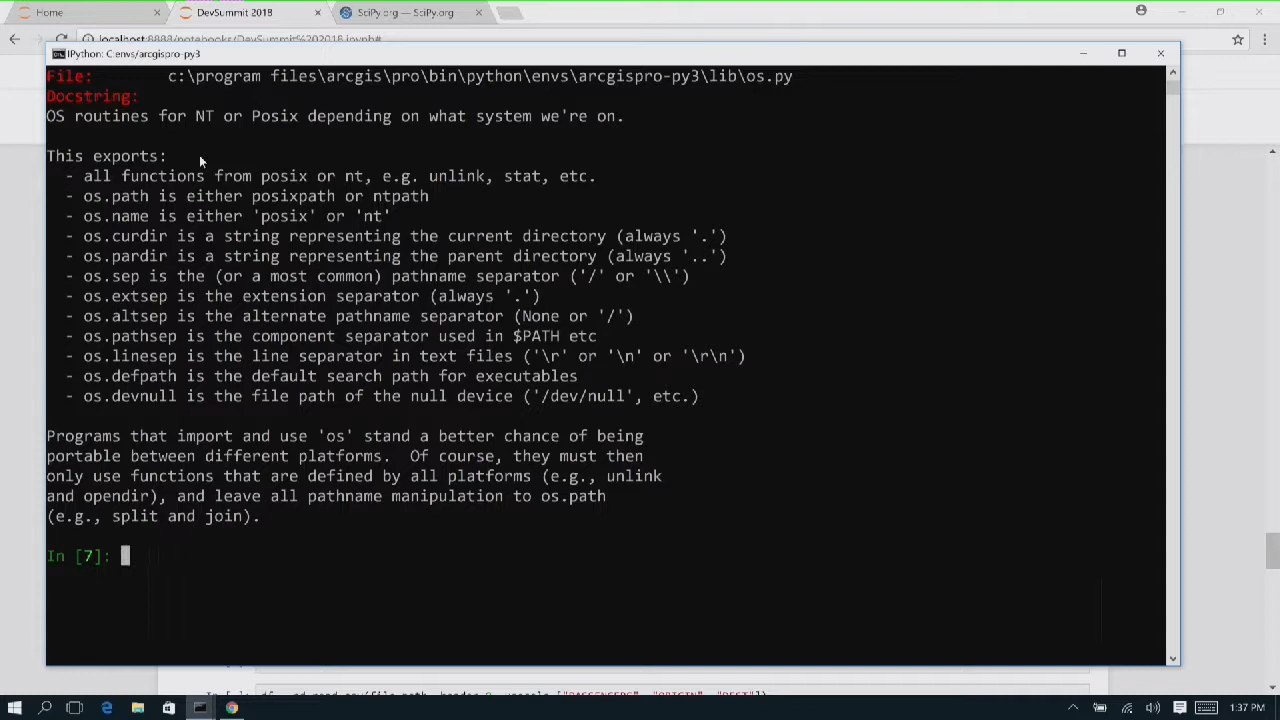 Home
DevSummit 2018
SciPy.org — SciPy.org
localhost:8888/notebooks/DevSummit%202018.ipynb#
IPython: C:envs/arcgispro-py3
File: c:\program files\arcgis\pro\bin\python\envs\arcgispro-py3\lib\os.py
Docstring:
OS routines for NT or Posix depending on what system we're on.
This exports:
- all functions from posix or nt, e.g. unlink, stat, etc.
- os.path is either posixpath or ntpath
- os.name is either 'posix' or 'nt'
- os.curdir is a string representing the current directory (always '.')
- os.pardir is a string representing the parent directory (always '..')
- os.sep is the (or a most common) pathname separator ('/' or '\\')
- os.extsep is the extension separator (always '.')
- os.altsep is the alternate pathname separator (None or '/')
- os.pathsep is the component separator used in $PATH etc
- os.linesep is the line separator in text files ('\r' or '\n' or '\r\n')
- os.defpath is the default search path for executables
- os.devnull is the file path of the null device ('/dev/null', etc.)
Programs that import and use 'os' stand a better chance of being
portable between different platforms.  Of course, they must then
only use functions that are defined by all platforms (e.g., unlink
and opendir), and leave all pathname manipulation to os.path
(e.g., split and join).
In [7]:
1:37 PM